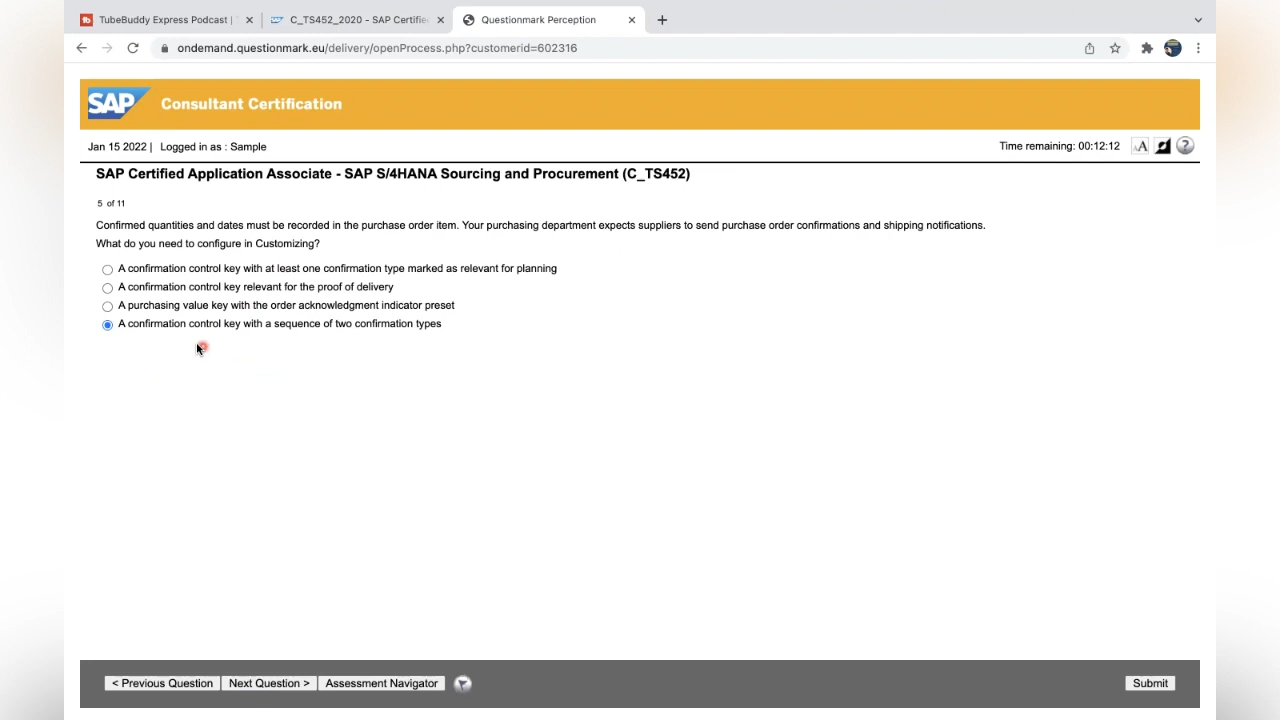 TubeBuddy Express Podcast |
C_TS452_2020 - SAP Certifie
Questionmark Perception
ondemand.questionmark.eu/delivery/openProcess.php?customerid=602316
SAP Consultant Certification
Jan 15 2022 | Logged in as : Sample
Time remaining: 00:12:12
AA
?
SAP Certified Application Associate - SAP S/4HANA Sourcing and Procurement (C_TS452)
5 of 11
Confirmed quantities and dates must be recorded in the purchase order item. Your purchasing department expects suppliers to send purchase order confirmations and shipping notifications.
What do you need to configure in Customizing?
A confirmation control key with at least one confirmation type marked as relevant for planning
A confirmation control key relevant for the proof of delivery
A purchasing value key with the order acknowledgment indicator preset
A confirmation control key with a sequence of two confirmation types
< Previous Question
Next Question >
Assessment Navigator
Submit